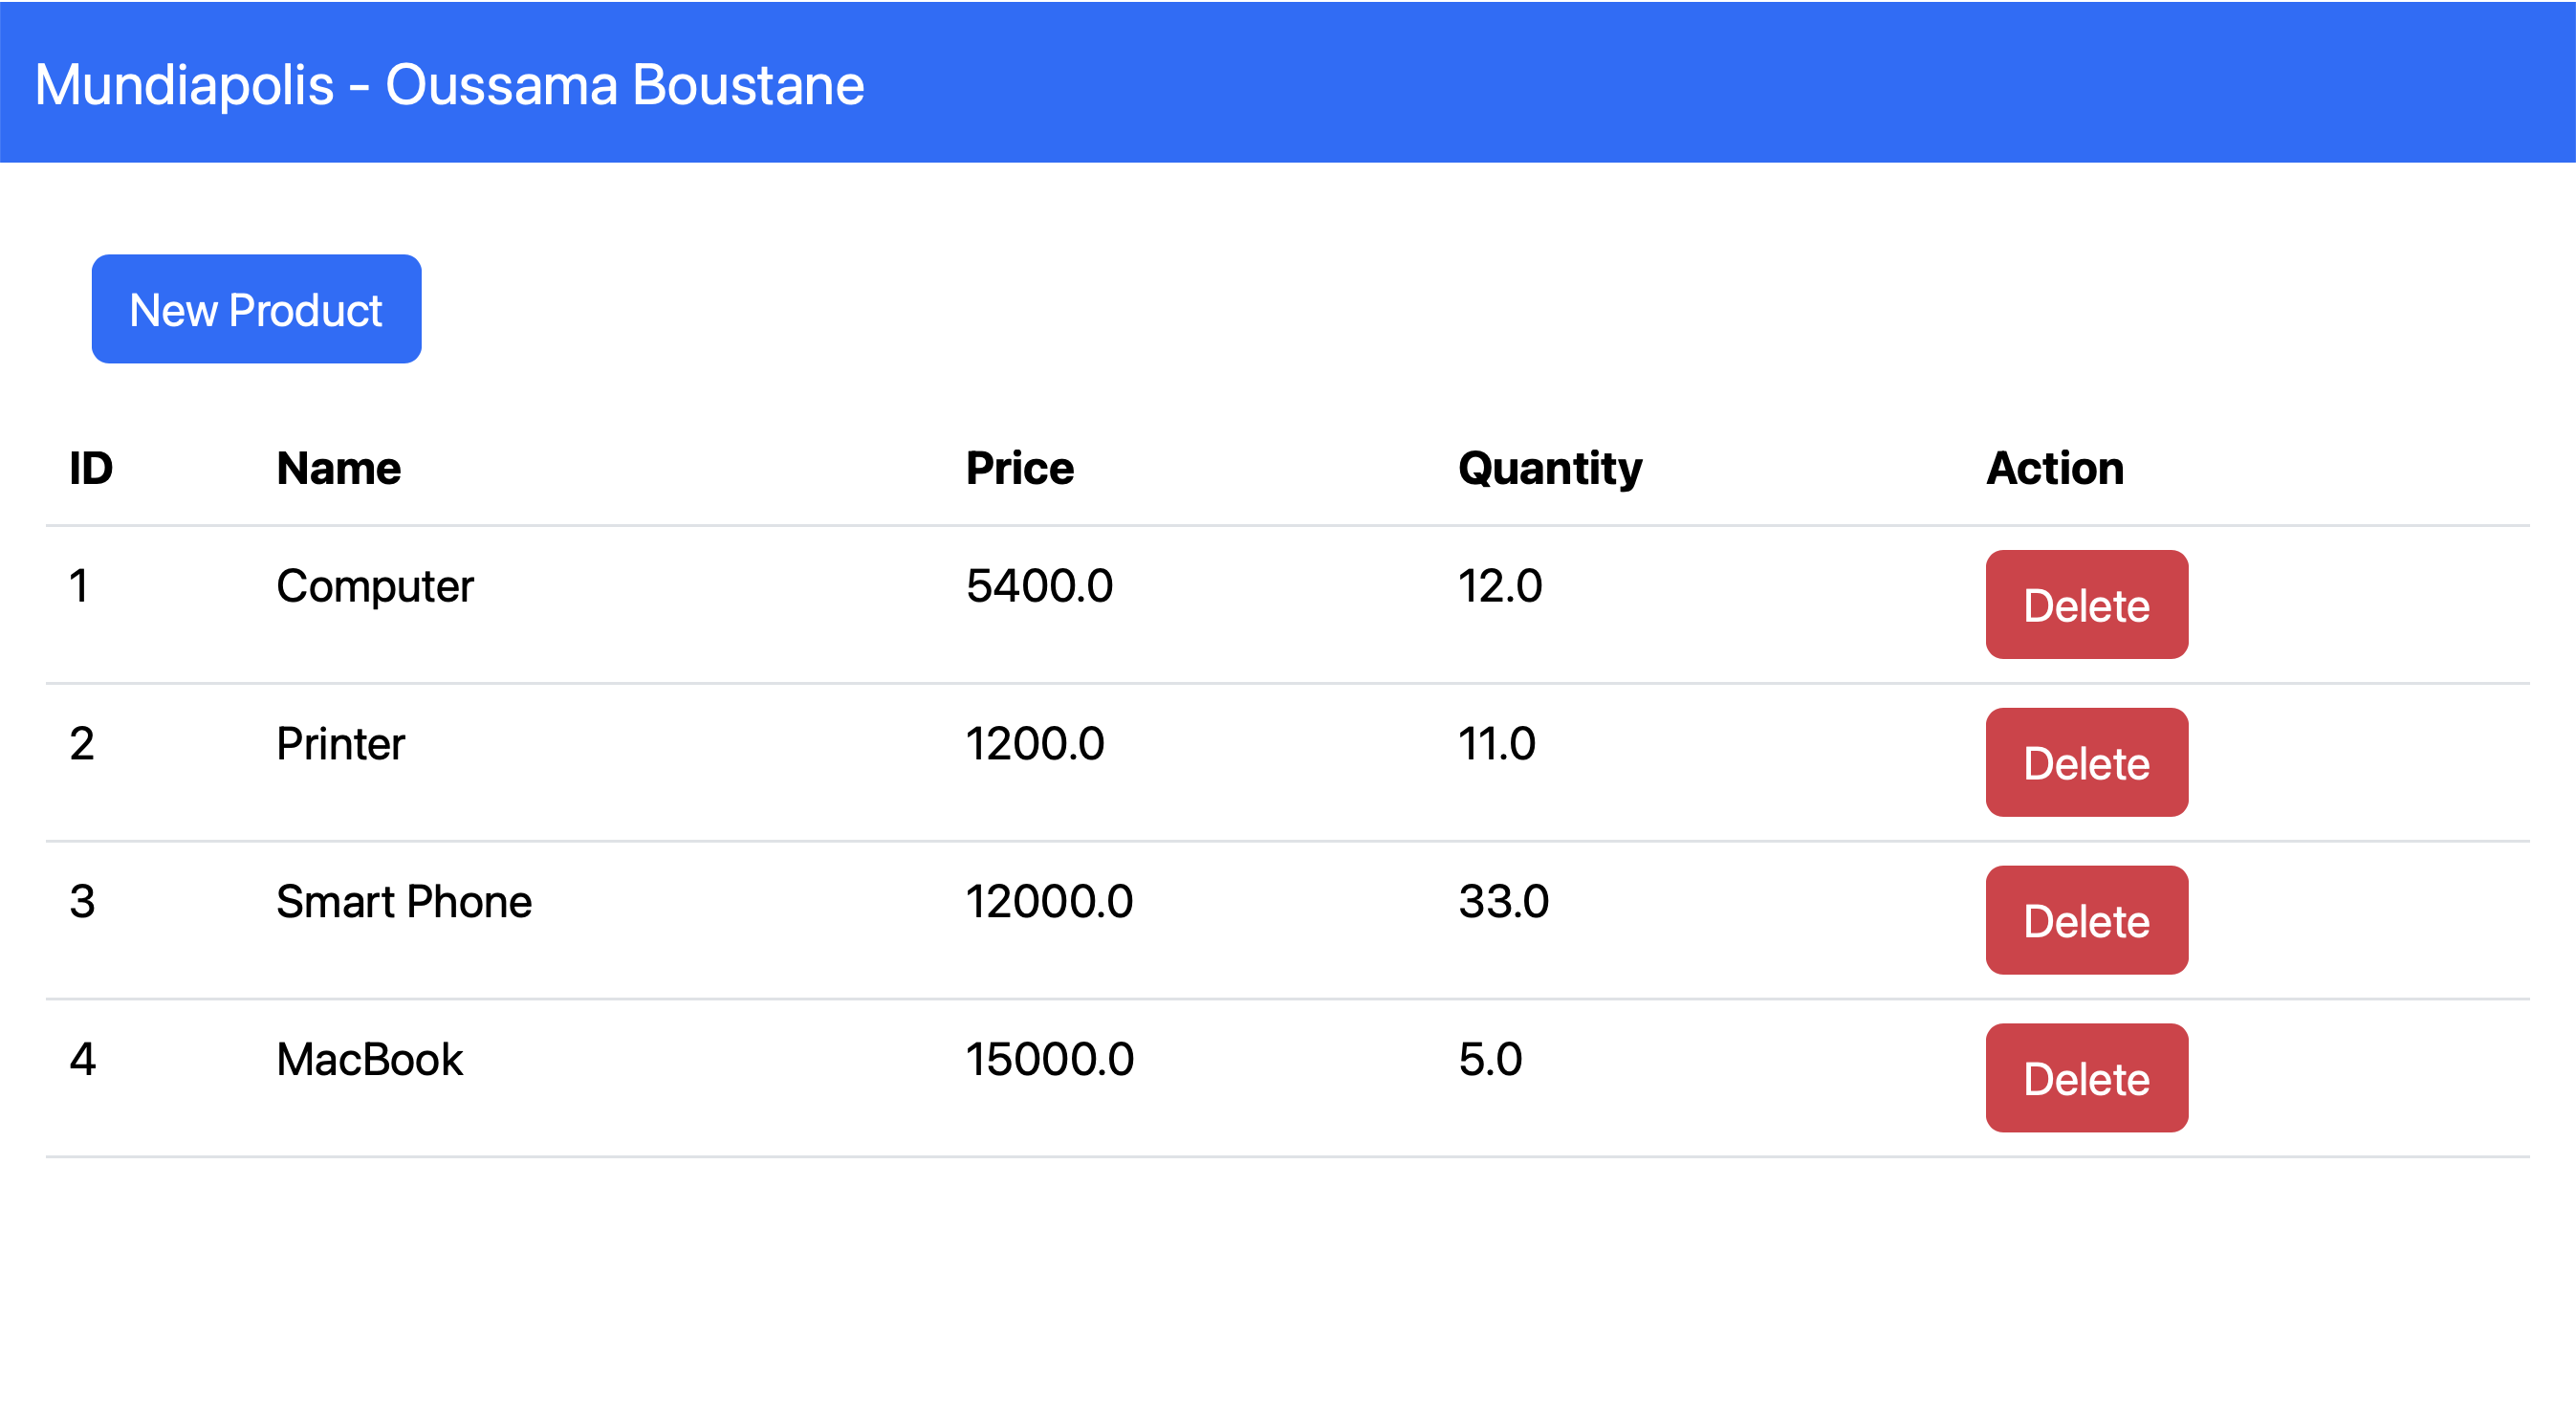 Mundiapolis - Oussama Boustane
New Product
ID Name Price Quantity Action
1 Computer 5400.0 12.0 Delete
2 Printer 1200.0 11.0 Delete
3 Smart Phone 12000.0 33.0 Delete
4 MacBook 15000.0 5.0 Delete